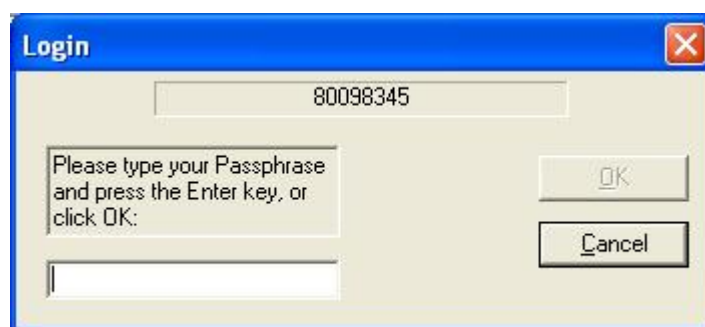 Login
80098345
Please type your Passphrase
and press the Enter key, or
click OK:
OK
Cancel